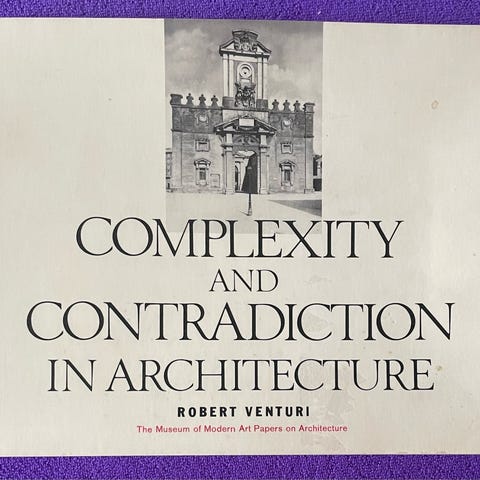 COMPLEXITY
AND
CONTRADICTION
IN ARCHITECTURE
ROBERT VENTURI
The Museum of Modern Art Papers on Architecture